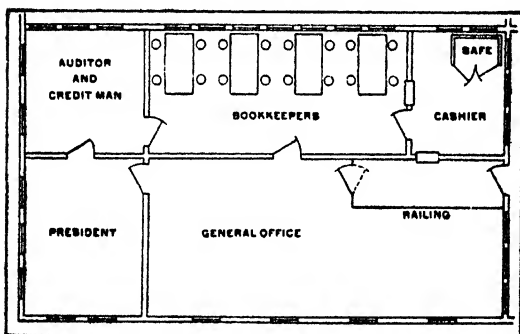 SAFE
AUDITOR
AND
CREDIT MAN
BOOKKEEPERS
CASHIER
PRESIDENT
GENERAL OFFICE
RAILING